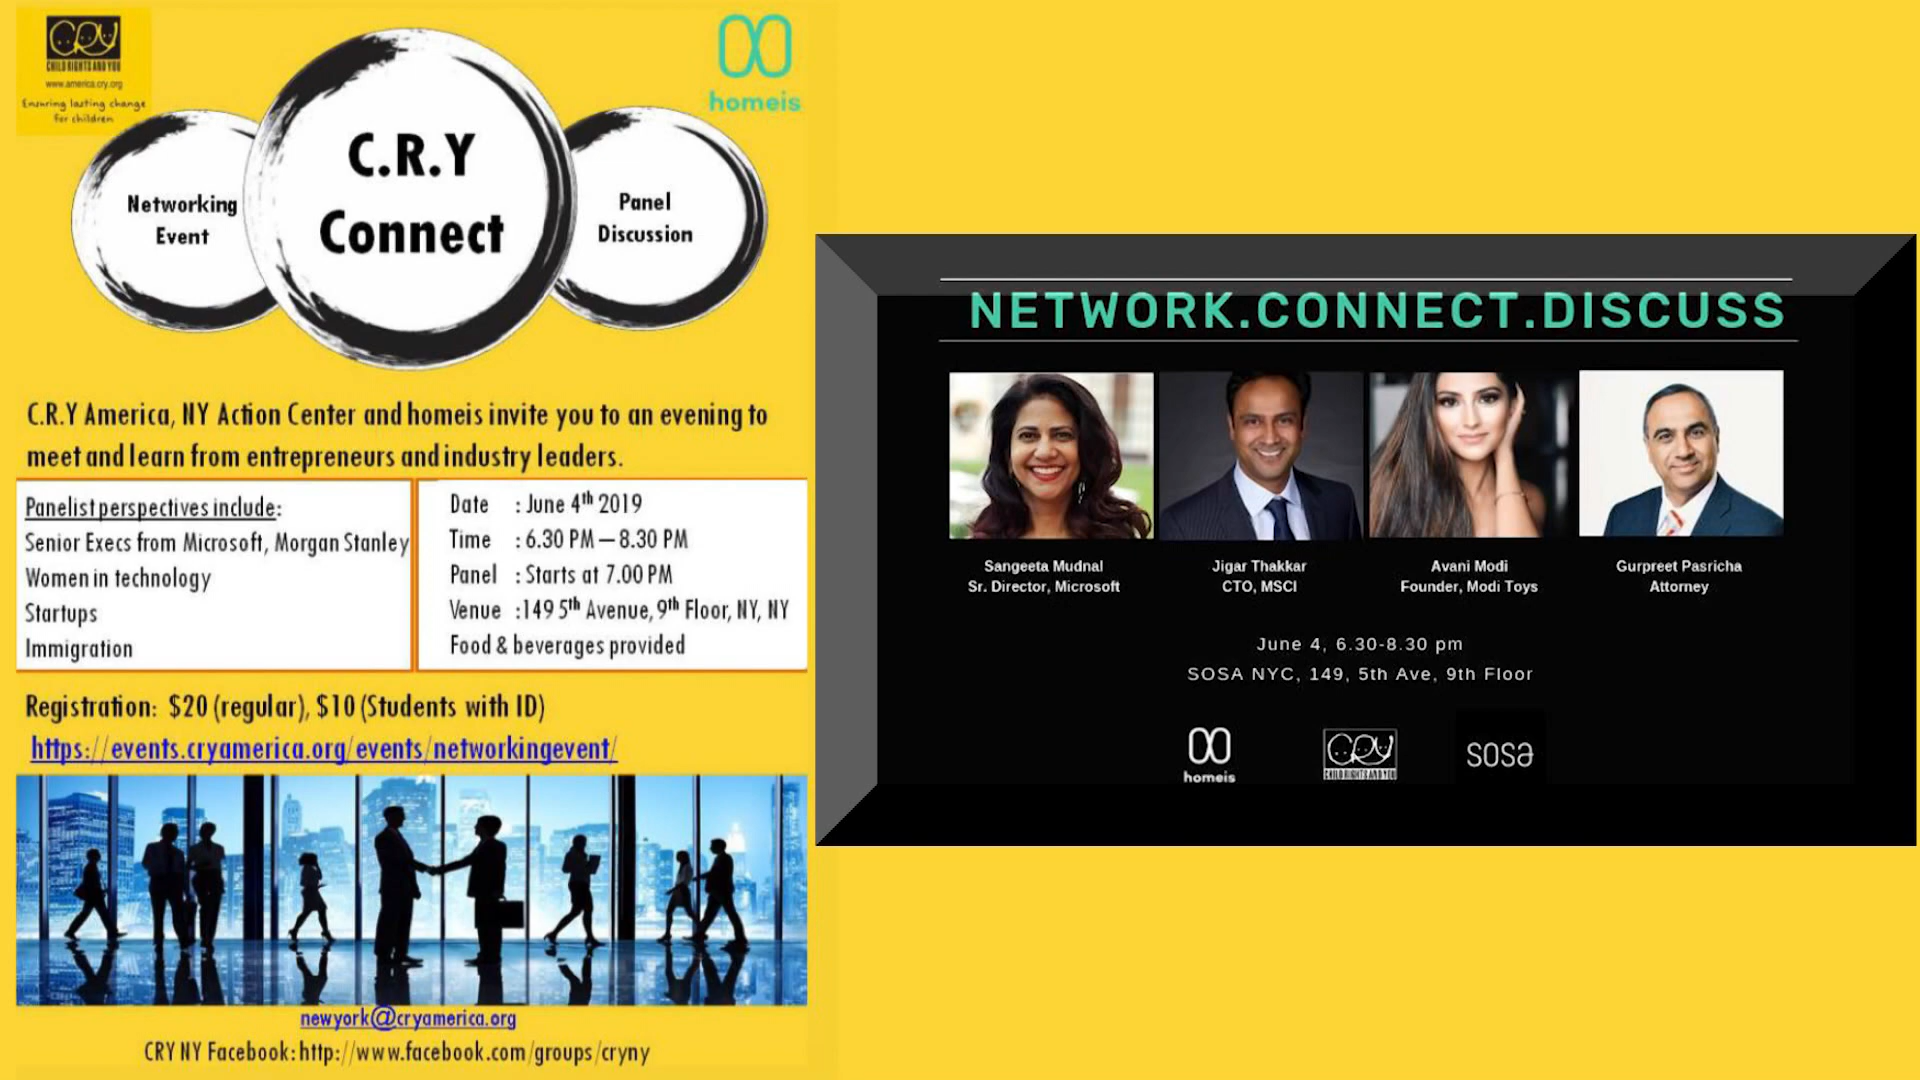 CRY
CHILD RIGHTS AND YOU
www.america.cry.org
Ensuring lasting change
for children
homeis
Networking
Event
C.R.Y
Connect
Panel
Discussion
C.R.Y America, NY Action Center and homeis invite you to an evening to
meet and learn from entrepreneurs and industry leaders.
Panelist perspectives include:
Senior Execs from Microsoft, Morgan Stanley
Women in technology
Startups
Immigration
Date : June 4th 2019
Time : 6.30 PM – 8.30 PM
Panel : Starts at 7.00 PM
Venue :149 5th Avenue, 9th Floor, NY, NY
Food & beverages provided
Registration: $20 (regular), $10 (Students with ID)
https://events.cryamerica.org/events/networkingevent/
newyork@cryamerica.org
CRY NY Facebook: http://www.facebook.com/groups/cryny
NETWORK.CONNECT.DISCUSS
Sangeeta Mudnal
Sr. Director, Microsoft
Jigar Thakkar
CTO, MSCI
Avani Modi
Founder, Modi Toys
Gurpreet Pasricha
Attorney
June 4, 6.30-8.30 pm
SOSA NYC, 149, 5th Ave, 9th Floor
homeis
CRY
CHILD RIGHTS AND YOU
sosa